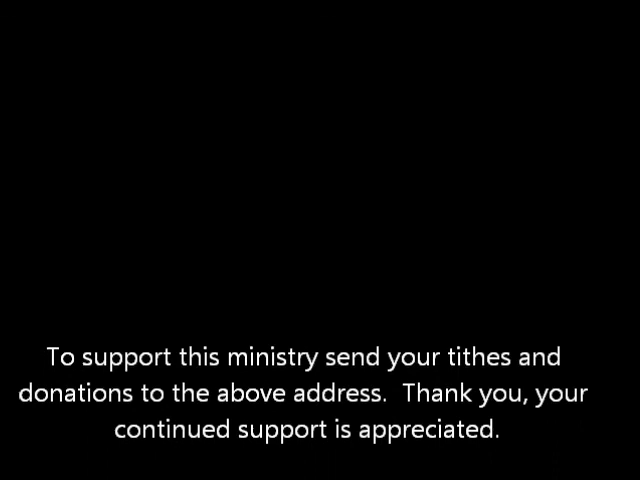 To support this ministry send your tithes and
donations to the above address.  Thank you, your
continued support is appreciated.